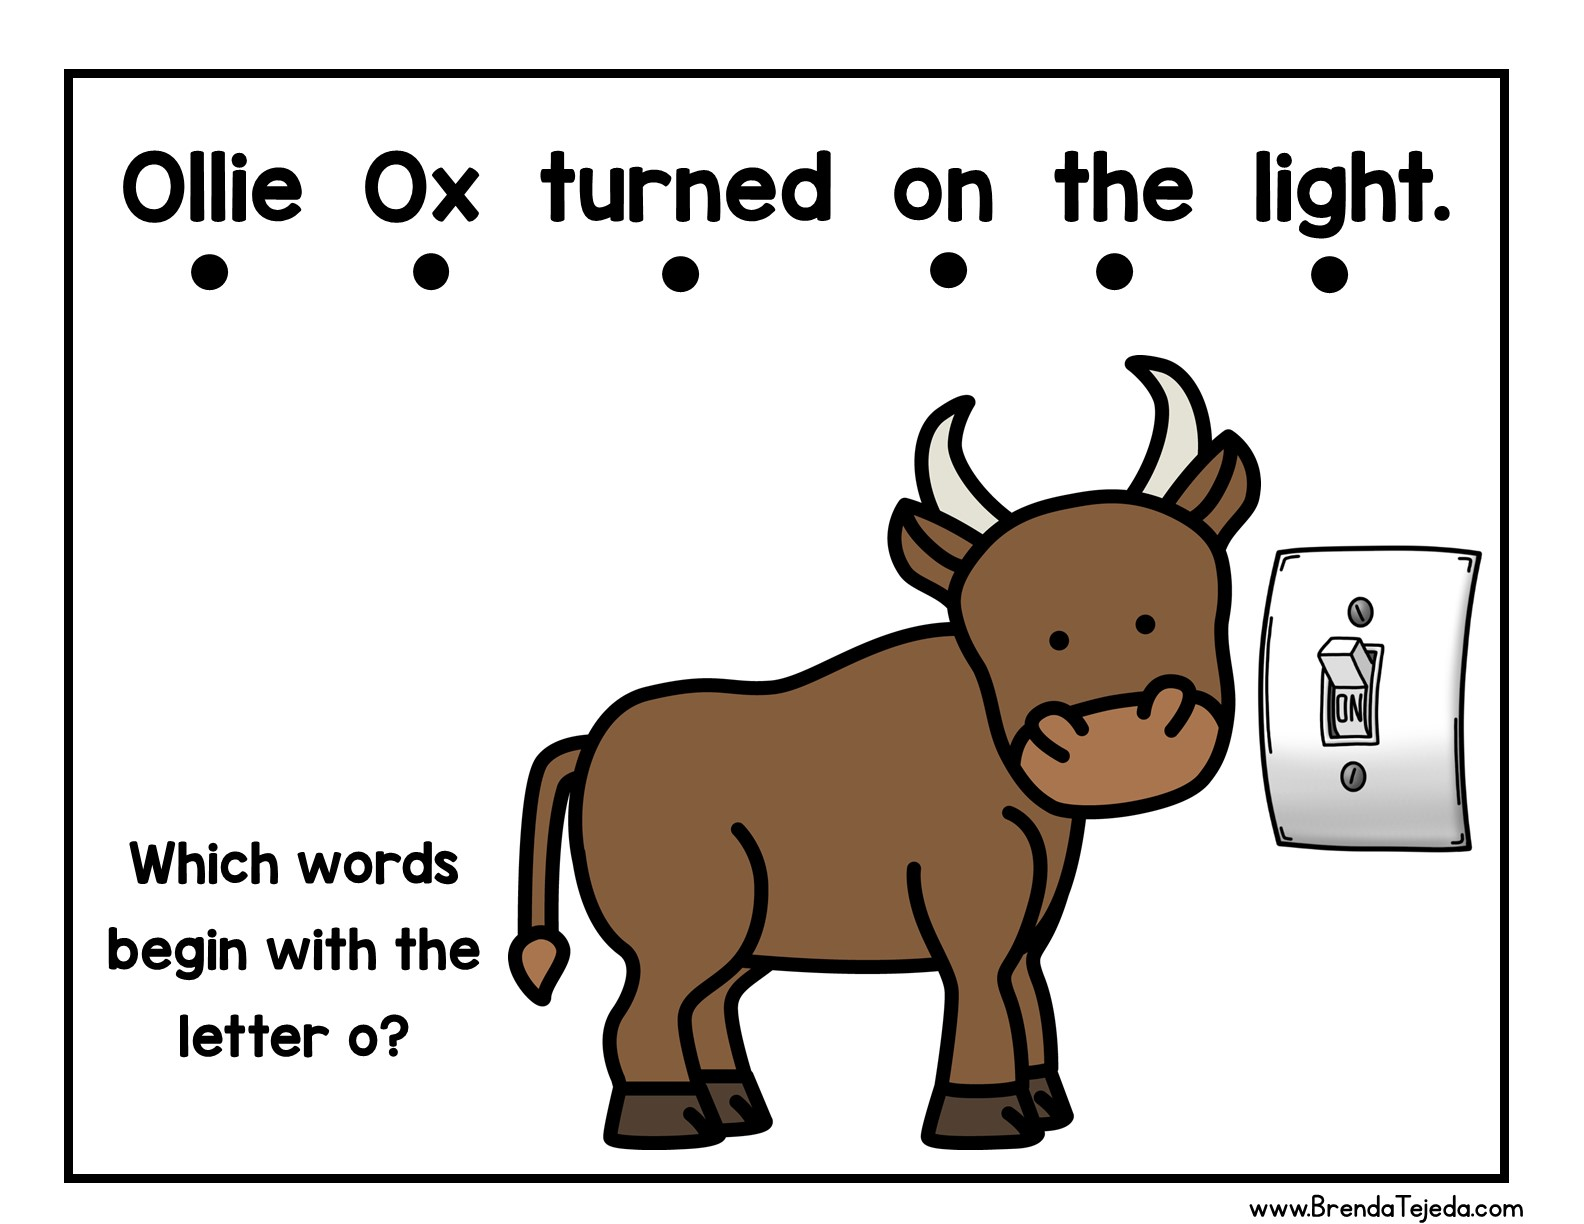 Ollie Ox turned on the light.
ON
Which words
begin with the
letter o?
www.BrendaTejeda.com